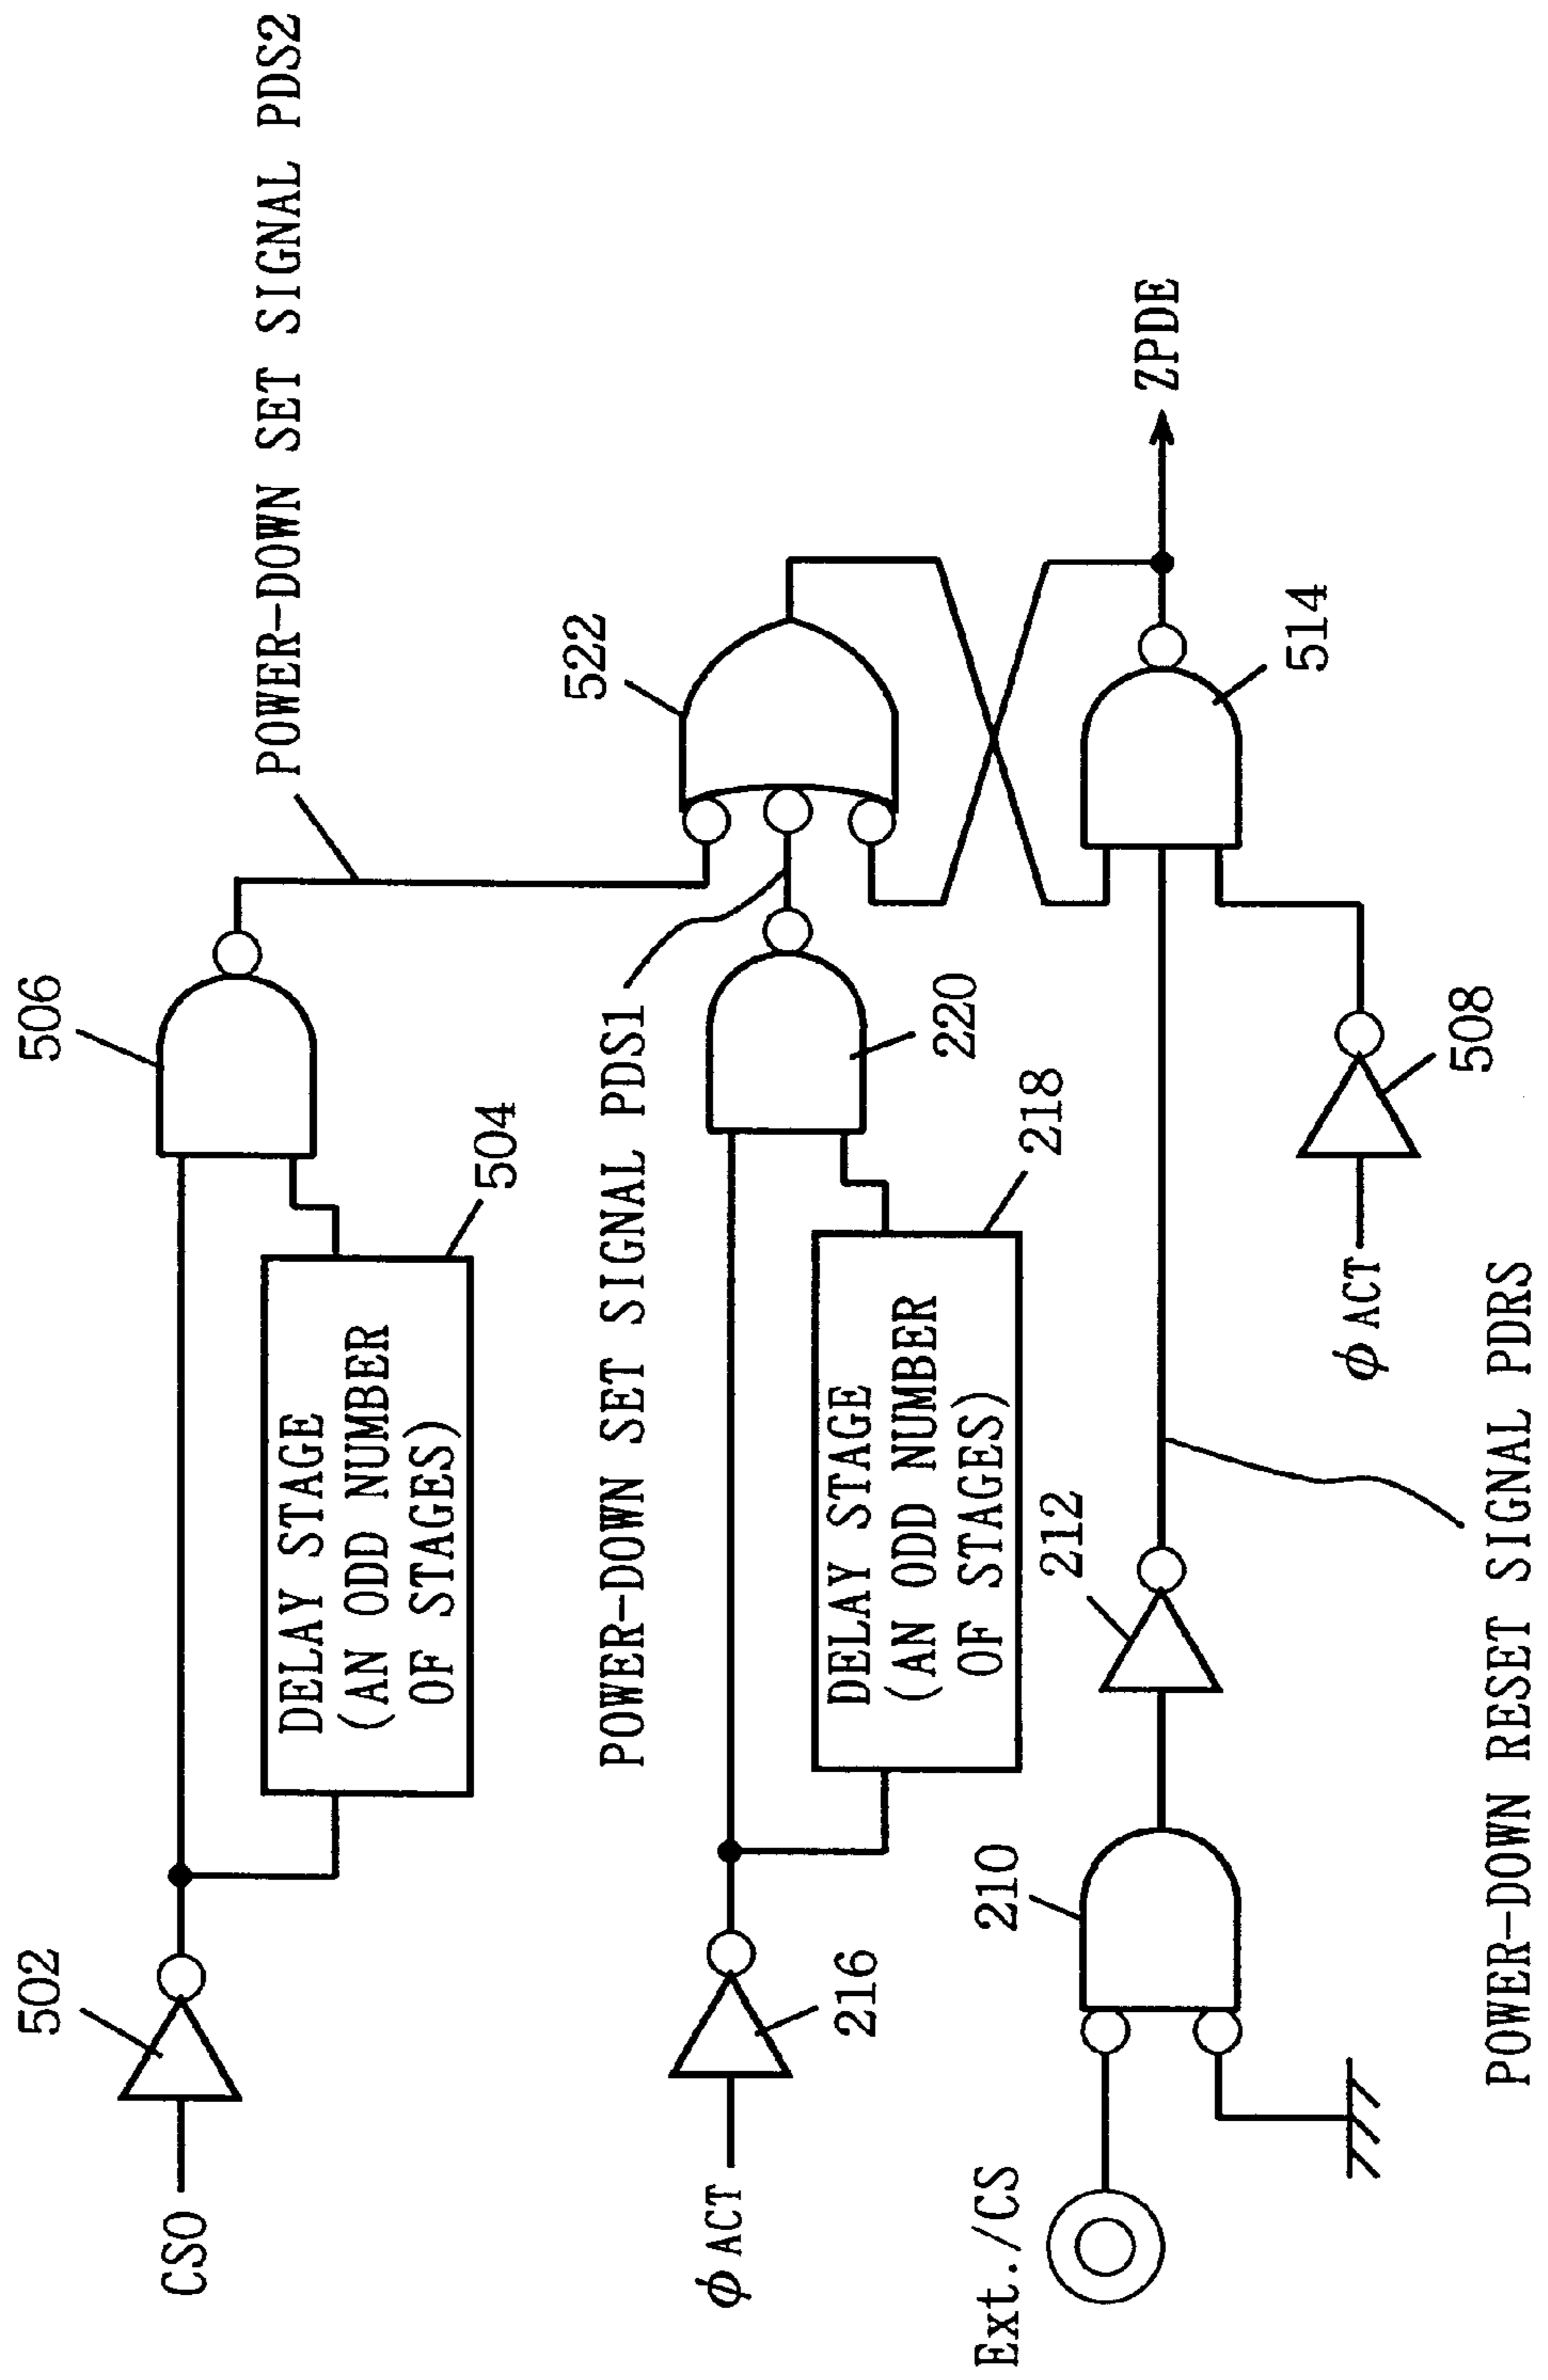 POWER-DOWN SET SIGNAL PDS2
502
506
CS0
504
DELAY STAGE
(AN ODD NUMBER
OF STAGES)
522
POWER-DOWN SET SIGNAL PDS1
ϕ ACT
216
220
DELAY STAGE
(AN ODD NUMBER
OF STAGES)
218
Ext./CS
210
212
ZPDE
514
ϕ ACT
508
POWER-DOWN RESET SIGNAL PDRS